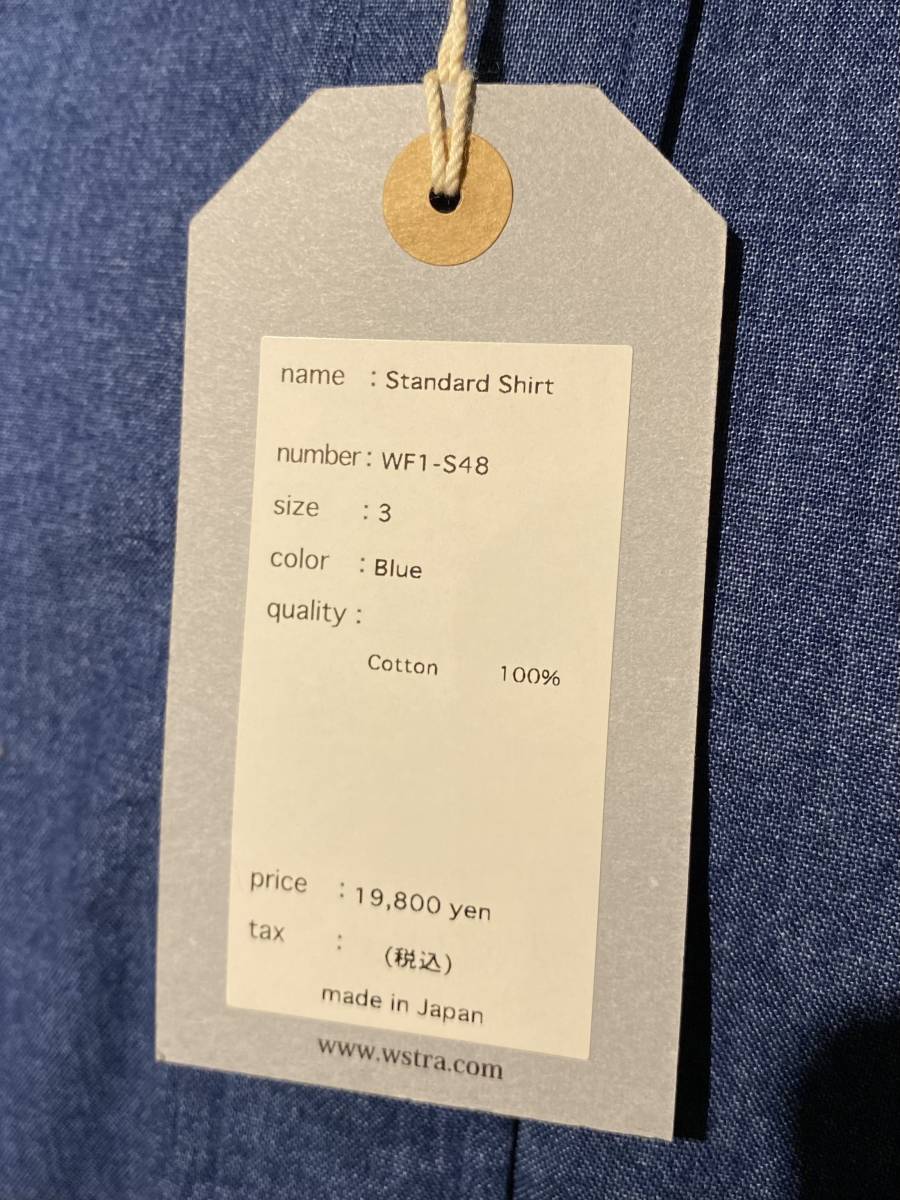 name : Standard Shirt
number : WF1-S48
size : 3
color : Blue
quality :
Cotton 100%
price : 19,800 yen
tax : (税込)
made in Japan
www.wstra.com